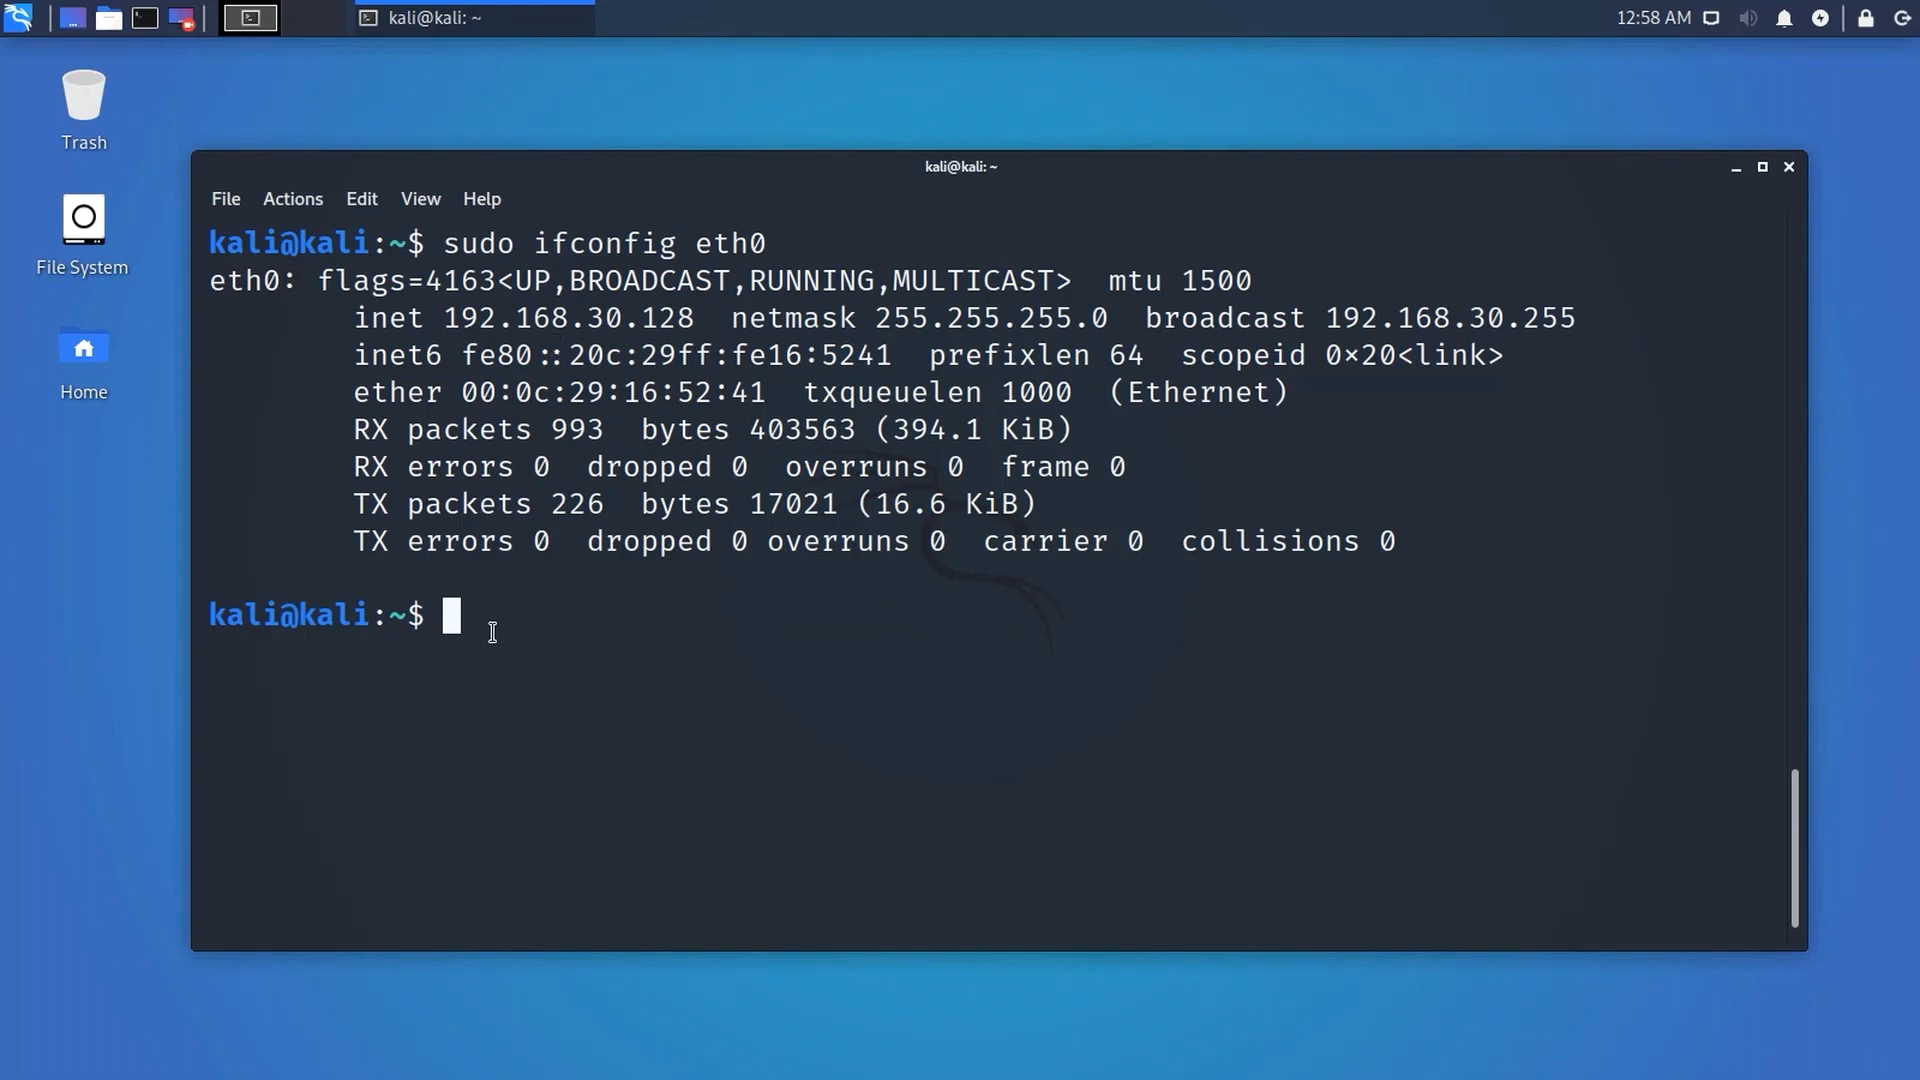 kali@kali: ~
12:58 AM
Trash
File System
Home
kali@kali: ~
File Actions Edit View Help
kali@kali:~$ sudo ifconfig eth0
eth0: flags=4163<UP,BROADCAST,RUNNING,MULTICAST>  mtu 1500
        inet 192.168.30.128  netmask 255.255.255.0  broadcast 192.168.30.255
        inet6 fe80::20c:29ff:fe16:5241  prefixlen 64  scopeid 0×20<link>
        ether 00:0c:29:16:52:41  txqueuelen 1000  (Ethernet)
        RX packets 993  bytes 403563 (394.1 KiB)
        RX errors 0  dropped 0  overruns 0  frame 0
        TX packets 226  bytes 17021 (16.6 KiB)
        TX errors 0  dropped 0 overruns 0  carrier 0  collisions 0
kali@kali:~$